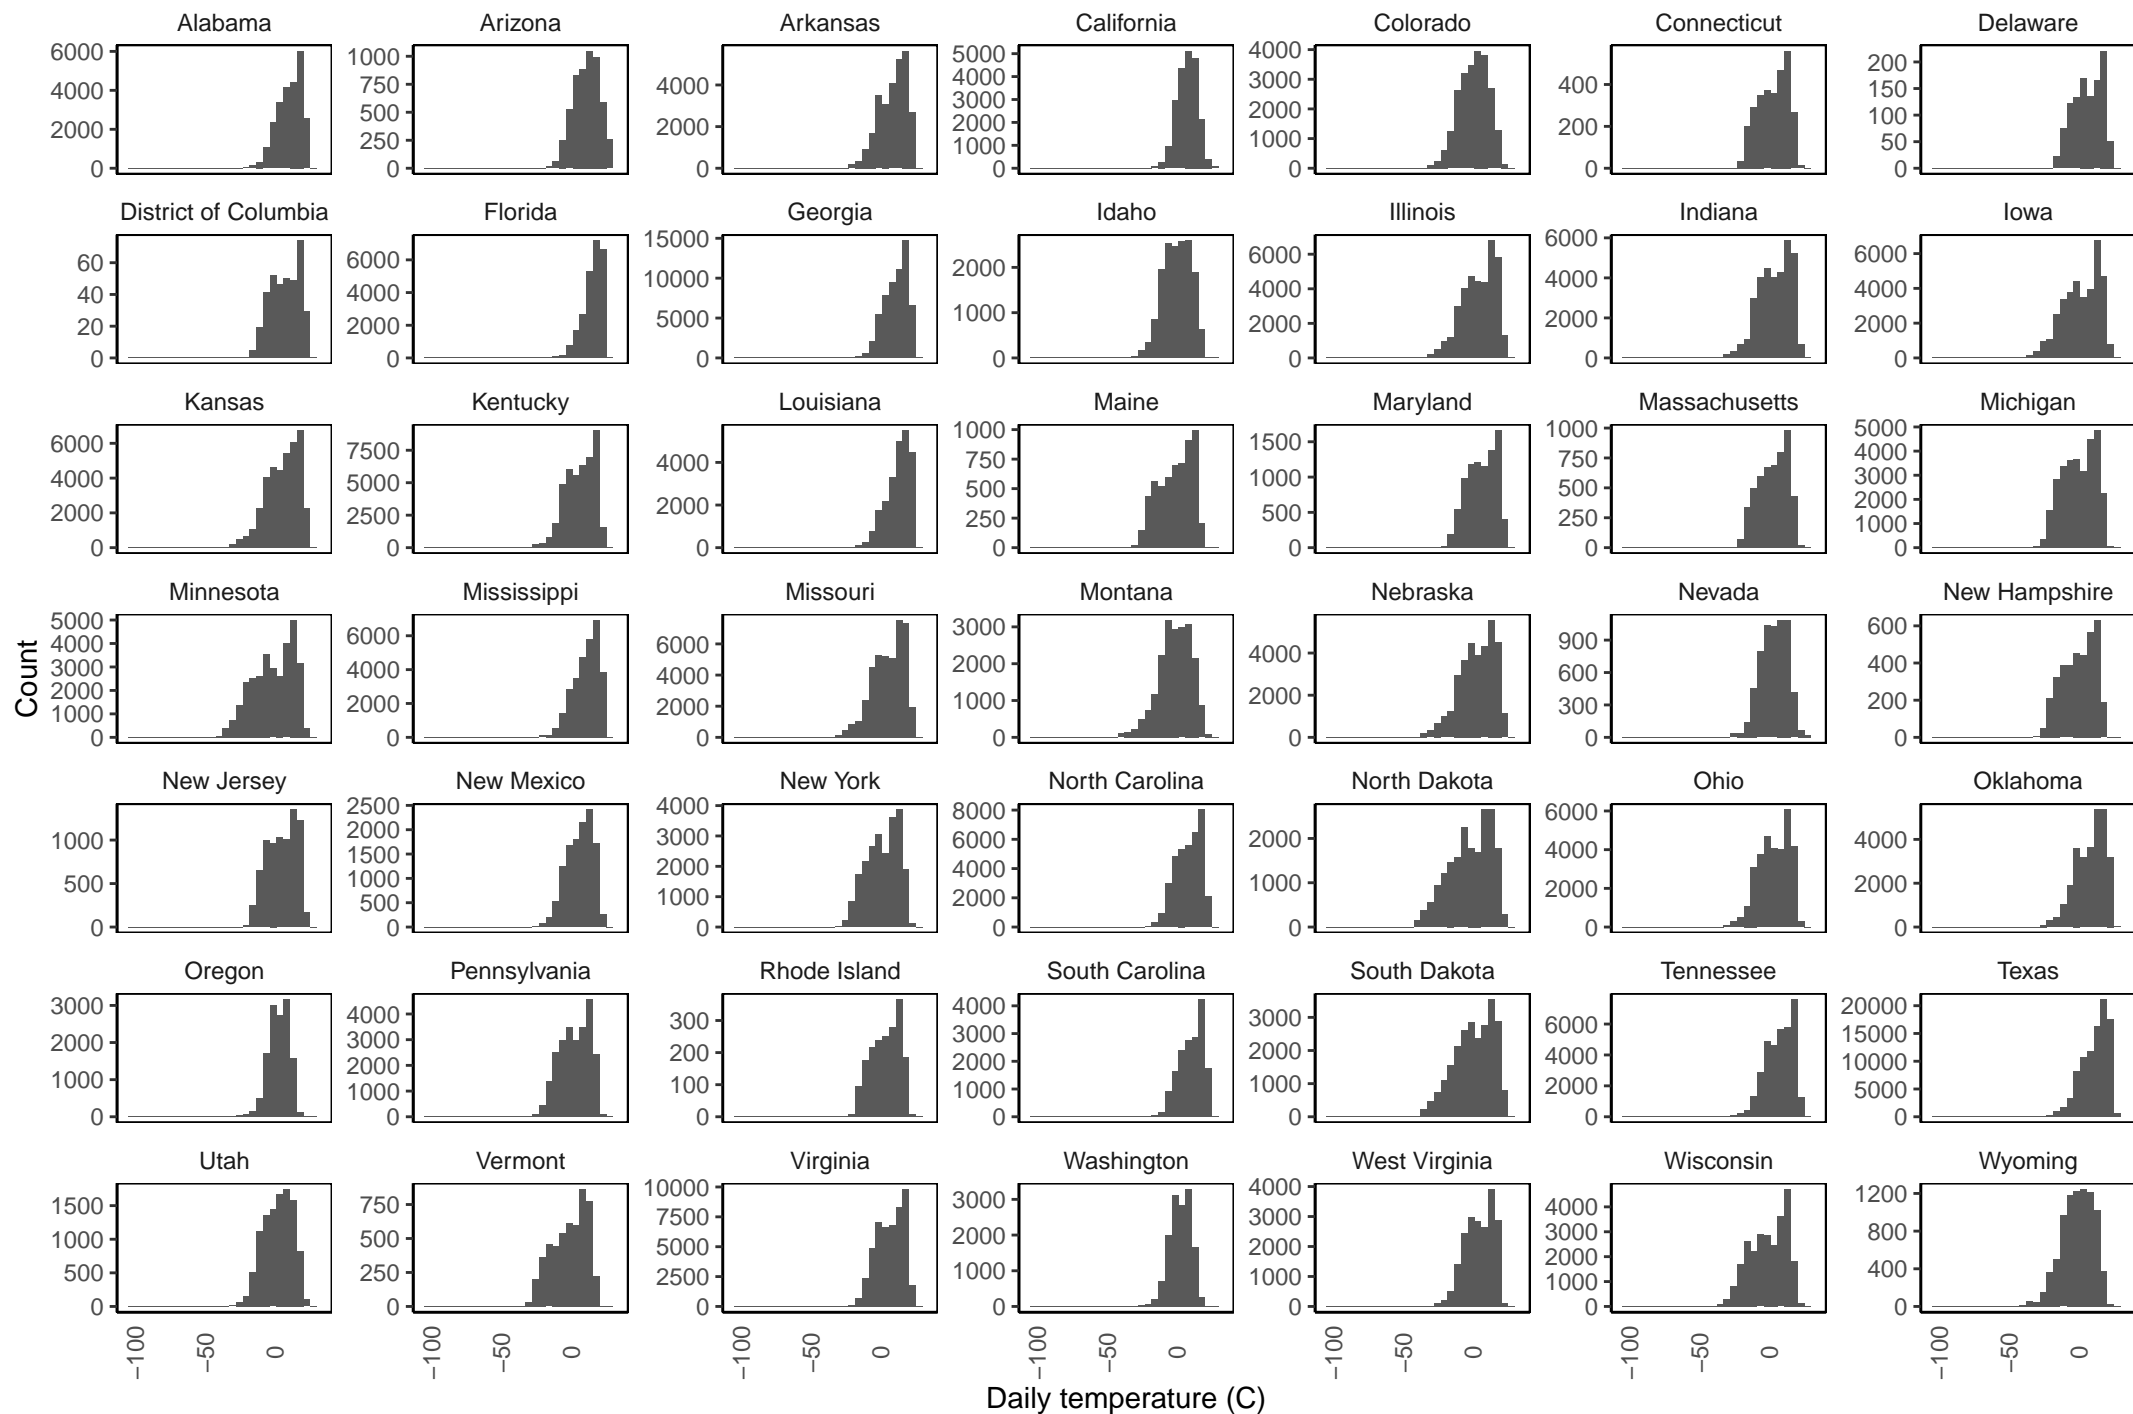 Alabama Arizona Arkansas California Colorado Connecticut Delaware
6000 4000 2000 0
1000 750 500 250 0
4000 2000 0
5000 4000 3000 2000 1000 0
4000 3000 2000 1000 0
400 200 0
200 150 100 50 0
District of Columbia Florida Georgia Idaho Illinois Indiana Iowa
60 40 20 0
6000 4000 2000 0
15000 10000 5000 0
2000 1000 0
6000 4000 2000 0
6000 4000 2000 0
6000 4000 2000 0
Kansas Kentucky Louisiana Maine Maryland Massachusetts Michigan
6000 4000 2000 0
7500 5000 2500 0
4000 2000 0
1000 750 500 250 0
1500 1000 500 0
1000 750 500 250 0
5000 4000 3000 2000 1000 0
Minnesota Mississippi Missouri Montana Nebraska Nevada New Hampshire
5000 4000 3000 2000 1000 0
6000 4000 2000 0
6000 4000 2000 0
3000 2000 1000 0
4000 2000 0
900 600 300 0
600 400 200 0
Count
New Jersey New Mexico New York North Carolina North Dakota Ohio Oklahoma
1000 500 0
2500 2000 1500 1000 500 0
4000 3000 2000 1000 0
8000 6000 4000 2000 0
2000 1000 0
6000 4000 2000 0
4000 2000 0
Oregon Pennsylvania Rhode Island South Carolina South Dakota Tennessee Texas
3000 2000 1000 0
4000 3000 2000 1000 0
300 200 100 0
4000 3000 2000 1000 0
3000 2000 1000 0
6000 4000 2000 0
20000 15000 10000 5000 0
Utah Vermont Virginia Washington West Virginia Wisconsin Wyoming
1500 1000 500 0
750 500 250 0
10000 7500 5000 2500 0
3000 2000 1000 0
4000 3000 2000 1000 0
4000 3000 2000 1000 0
1200 800 400 0
−100 −50 0 −100 −50 0 −100 −50 0 −100 −50 0 −100 −50 0 −100 −50 0 −100 −50 0
Daily temperature (C)